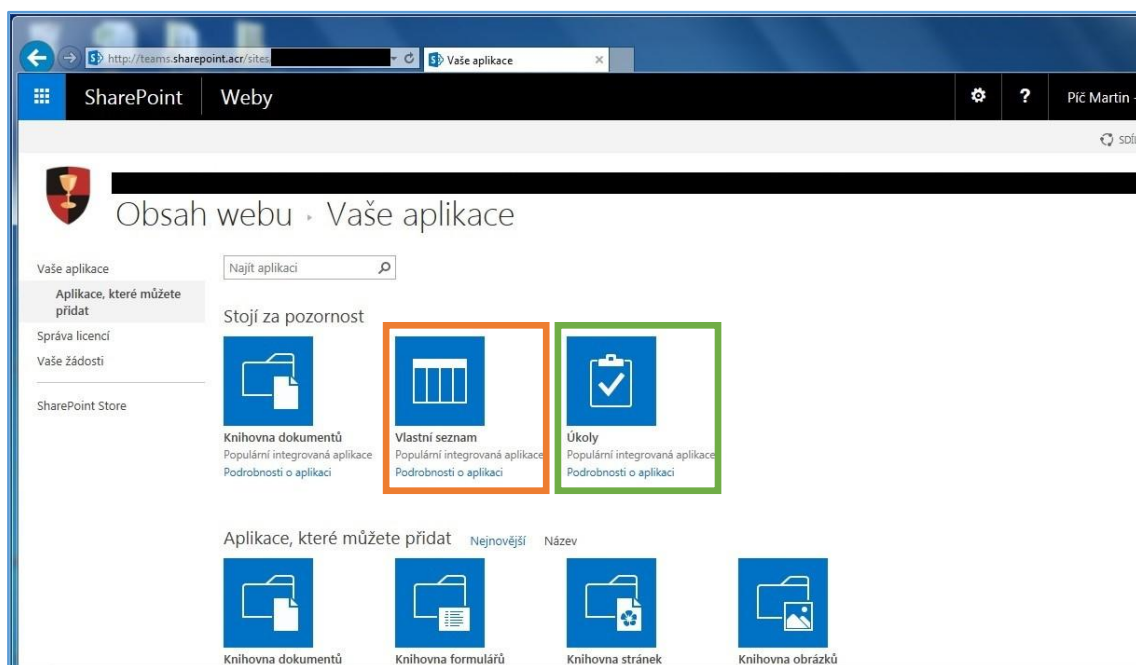 http://teams.sharepoint.acr/sites
Vaše aplikace
SharePoint Weby
?
Píč Martin
Obsah webu Vaše aplikace
Vaše aplikace
Aplikace, které můžete
přidat
Správa licencí
Vaše žádosti
SharePoint Store
Najít aplikaci
Stojí za pozornost
Knihovna dokumentů
Populární integrovaná aplikace
Podrobnosti o aplikaci
Vlastní seznam
Populární integrovaná aplikace
Podrobnosti o aplikaci
Úkoly
Populární integrovaná aplikace
Podrobnosti o aplikaci
Aplikace, které můžete přidat Nejnovější Název
Knihovna dokumentů
Knihovna formulářů
Knihovna stránek
Knihovna obrázků